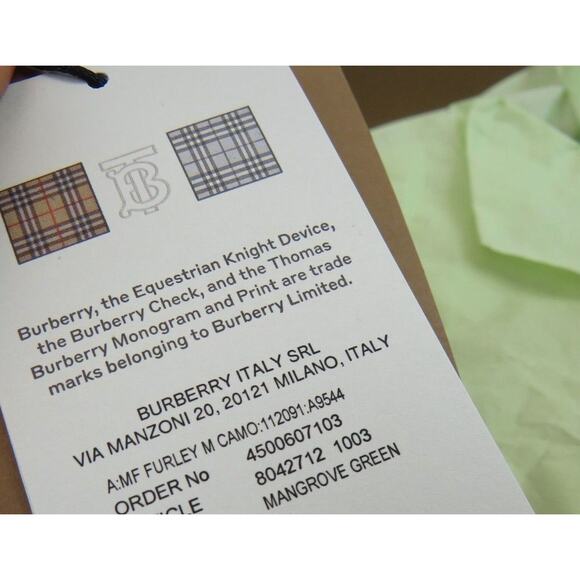 TB
Burberry, the Equestrian Knight Device,
the Burberry Check, and the Thomas
Burberry Monogram and Print are trade
marks belonging to Burberry Limited.
BURBERRY ITALY SRL
VIA MANZONI 20, 20121 MILANO, ITALY
A:MF FURLEY M CAMO:112091:A9544
ORDER No 4500607103
8042712 1003
MANGROVE GREEN